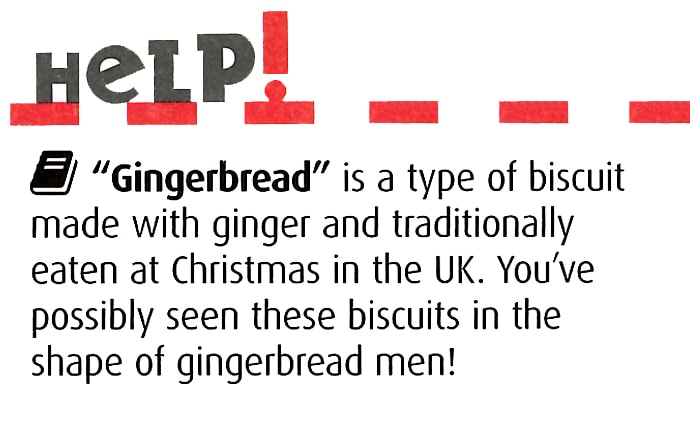 HeLP!
“Gingerbread” is a type of biscuit
made with ginger and traditionally
eaten at Christmas in the UK. You’ve
possibly seen these biscuits in the
shape of gingerbread men!